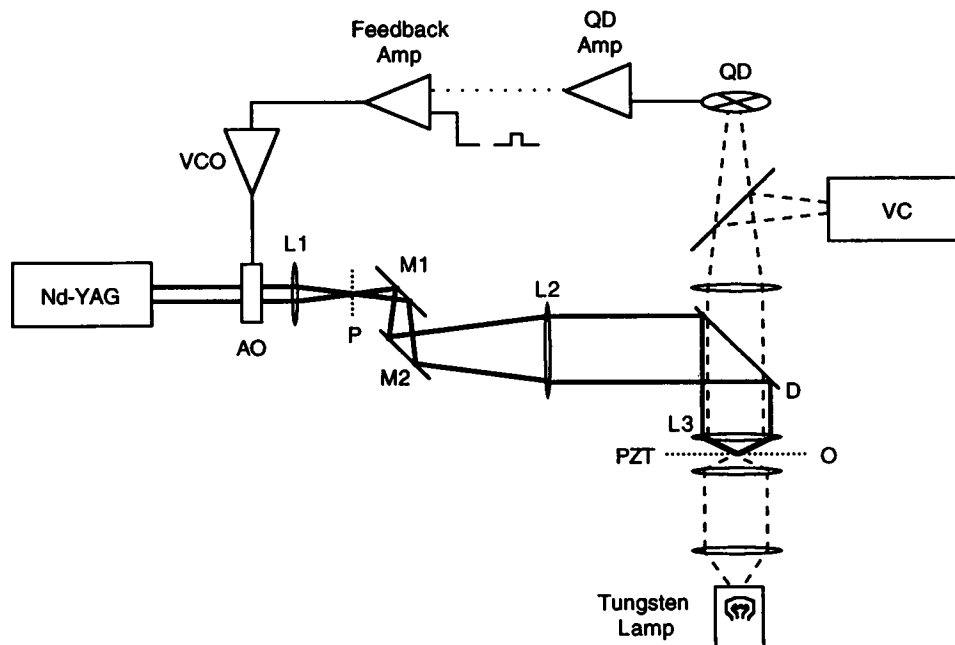 Feedback
Amp
QD
Amp
QD
VCO
VC
L1
M1
L2
Nd-YAG
AO
P
M2
D
L3
PZT
O
Tungsten
Lamp